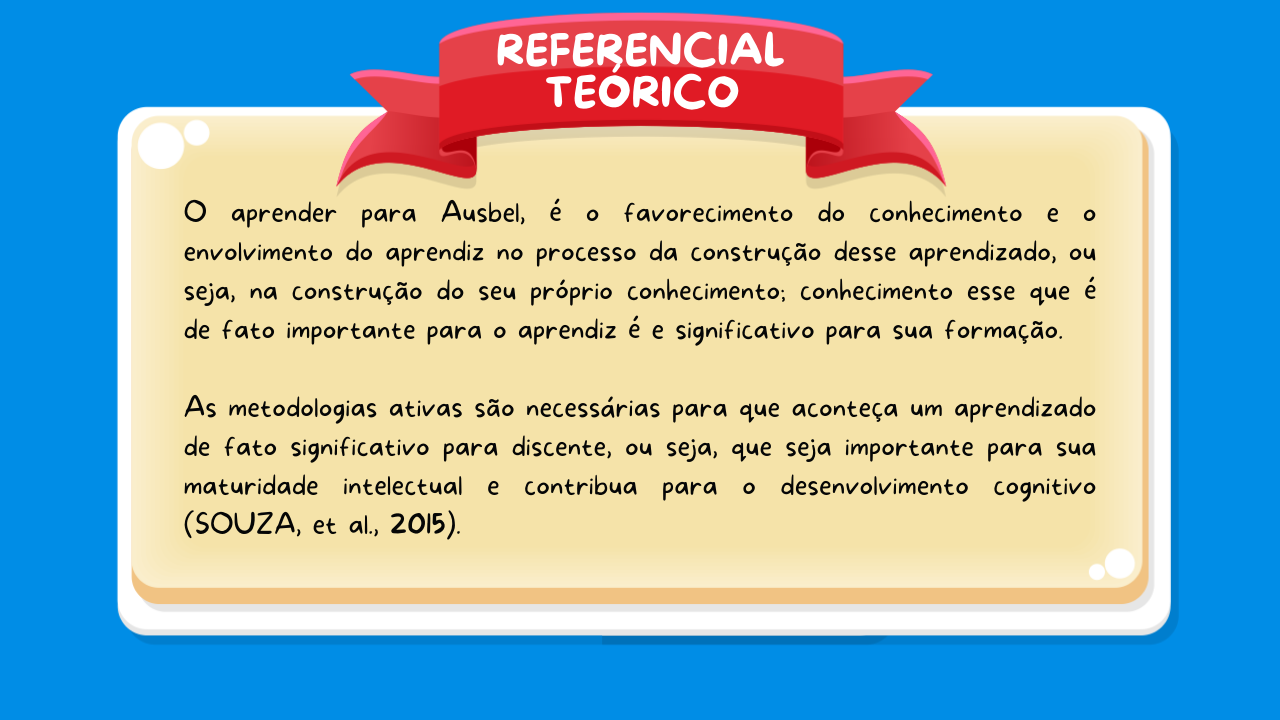 REFERENCIAL
TEÓRICO
O aprender para Ausbel, é o favorecimento do conhecimento e o
envolvimento do aprendiz no processo da construção desse aprendizado, ou
seja, na construção do seu próprio conhecimento; conhecimento esse que é
de fato importante para o aprendiz é e significativo para sua formação.
As metodologias ativas são necessárias para que aconteça um aprendizado
de fato significativo para discente, ou seja, que seja importante para sua
maturidade intelectual e contribua para o desenvolvimento cognitivo
(SOUZA, et al., 2015).